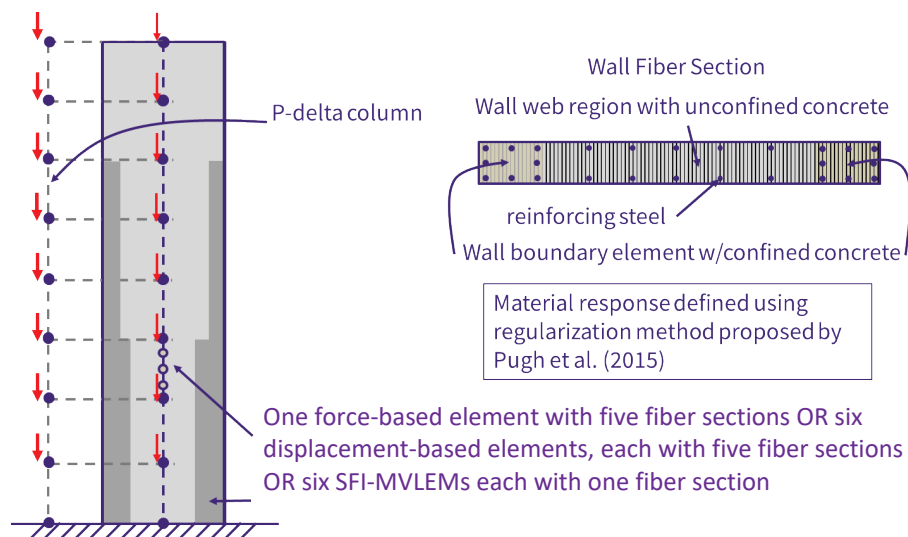 P-delta column
Wall Fiber Section
Wall web region with unconfined concrete
reinforcing steel
Wall boundary element w/confined concrete
Material response defined using
regularization method proposed by
Pugh et al. (2015)
One force-based element with five fiber sections OR six
displacement-based elements, each with five fiber sections
OR six SFI-MVLEMs each with one fiber section